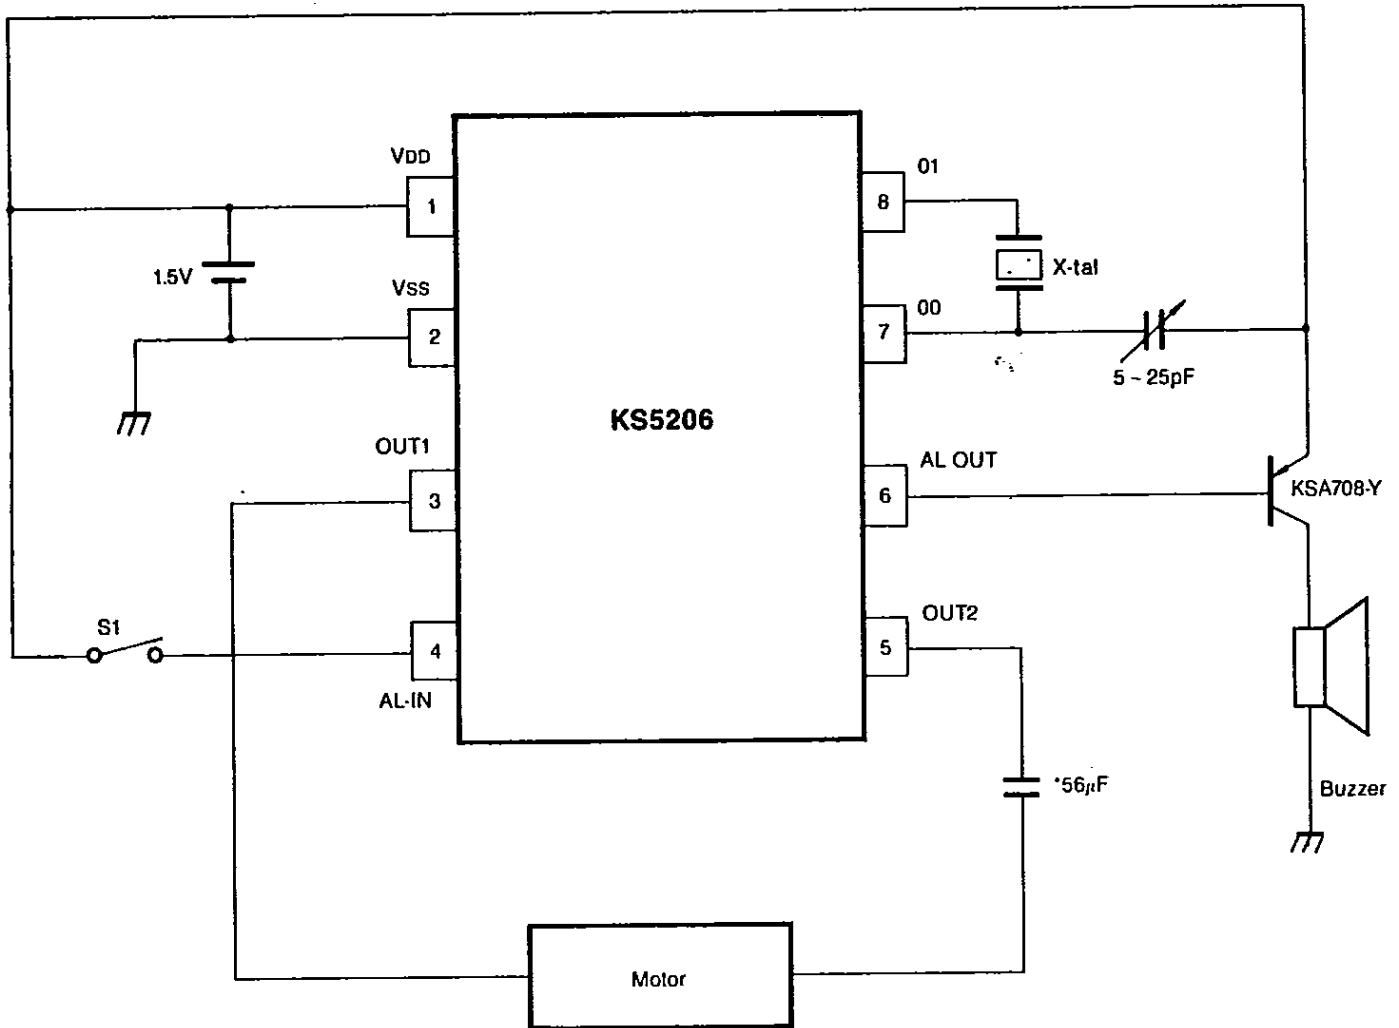 VDD
1
1.5V
VSS
2
OUT1
3
S1
4
AL-IN
KS5206
01
8
X-tal
00
7
5 ~ 25pF
AL OUT
6
KSA708-Y
OUT2
5
*56µF
Buzzer
Motor